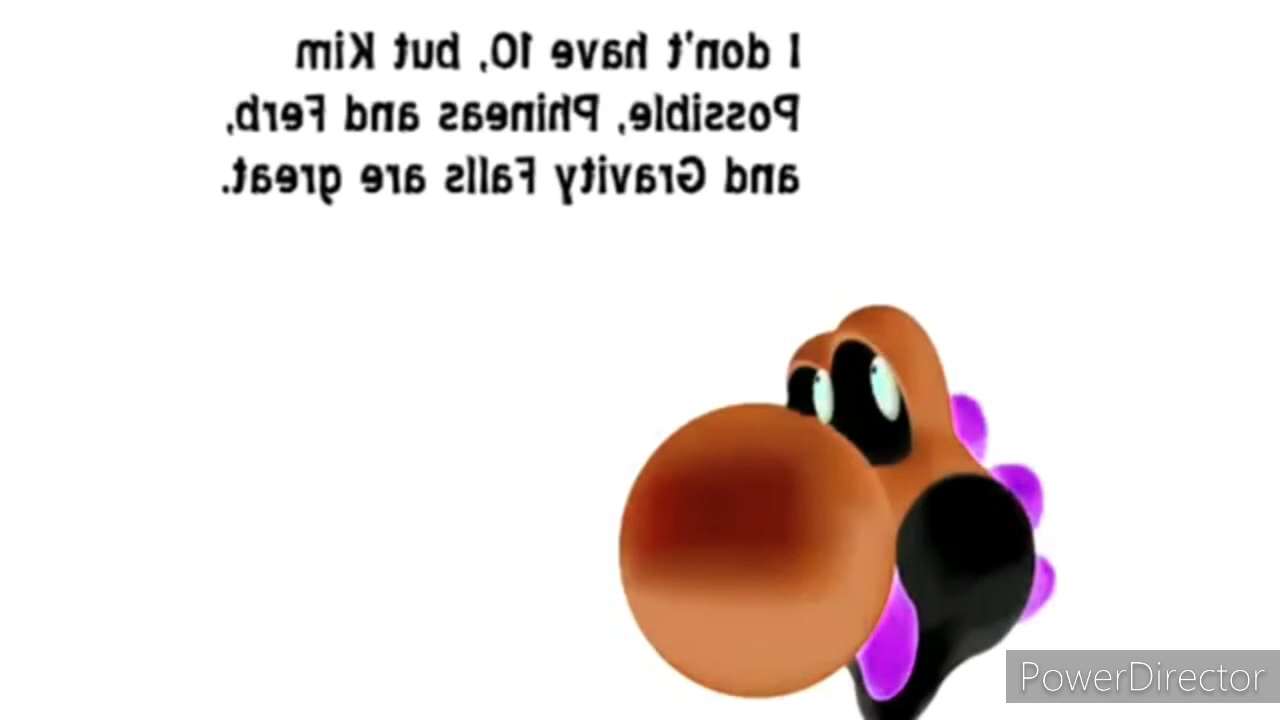 I don't have 10, but Kim
Possible, Phineas and Ferb,
and Gravity Falls are great.
PowerDirector